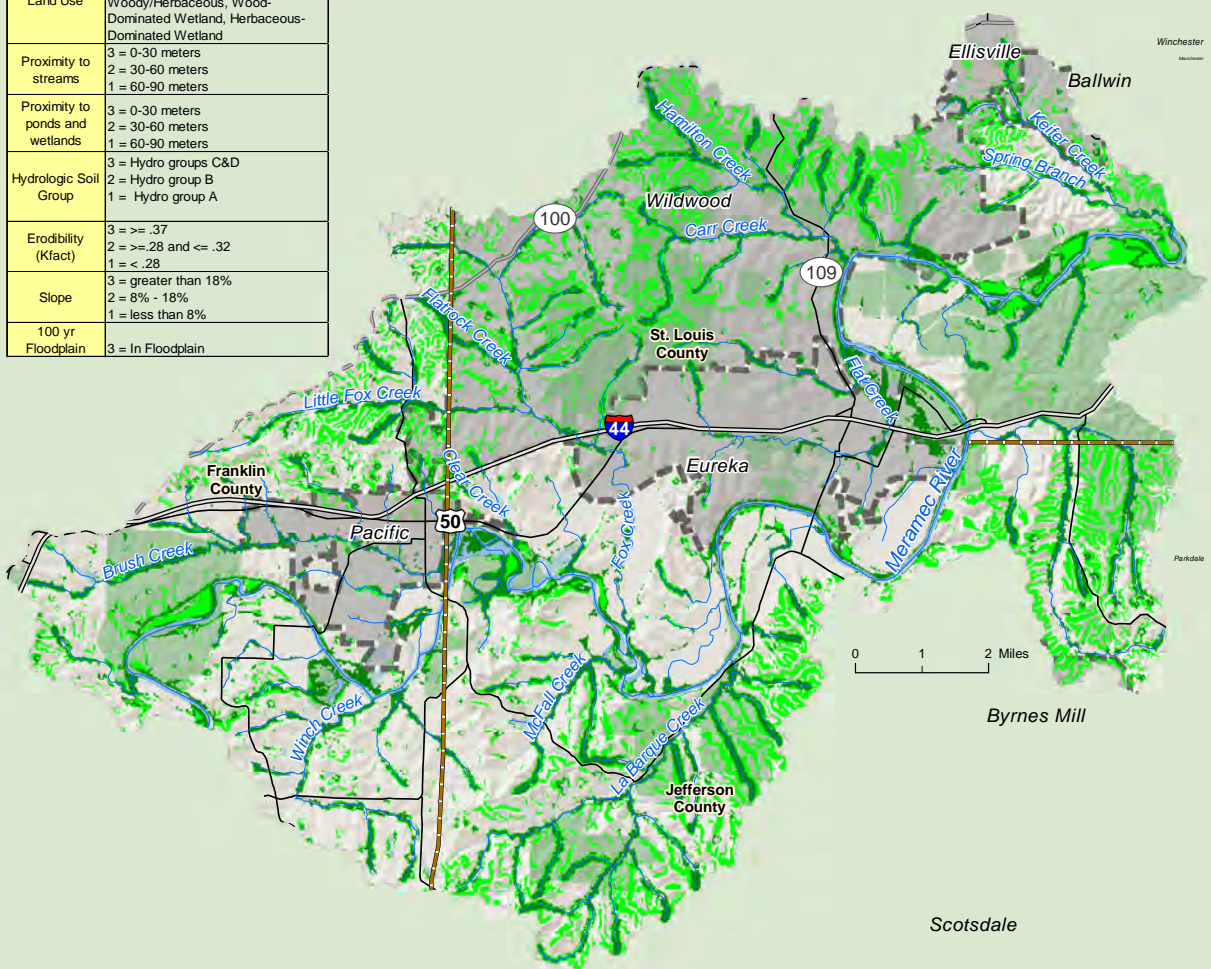 Land Use
Woody/Herbaceous, Wood-
Dominated Wetland, Herbaceous-
Dominated Wetland
Proximity to
streams
3 = 0-30 meters
2 = 30-60 meters
1 = 60-90 meters
Proximity to
ponds and
wetlands
3 = 0-30 meters
2 = 30-60 meters
1 = 60-90 meters
Hydrologic Soil
Group
3 = Hydro groups C&D
2 = Hydro group B
1 = Hydro group A
Erodibility
(Kfact)
3 = >= .37
2 = >=.28 and <= .32
1 = < .28
Slope
3 = greater than 18%
2 = 8% - 18%
1 = less than 8%
100 yr
Floodplain
3 = In Floodplain
Ellisville
Winchester
Manchester
Ballwin
Hamilton Creek
Keifer Creek
Spring Branch
Wildwood
100
Carr Creek
109
Flatrock Creek
St. Louis
County
Flat Creek
Little Fox Creek
44
Eureka
Franklin
County
Clear Creek
Meramec River
50
Pacific
Fox Creek
Brush Creek
Parkdale
0 1 2 Miles
McFall Creek
Winch Creek
La Barque Creek
Byrnes Mill
Jefferson
County
Scotsdale